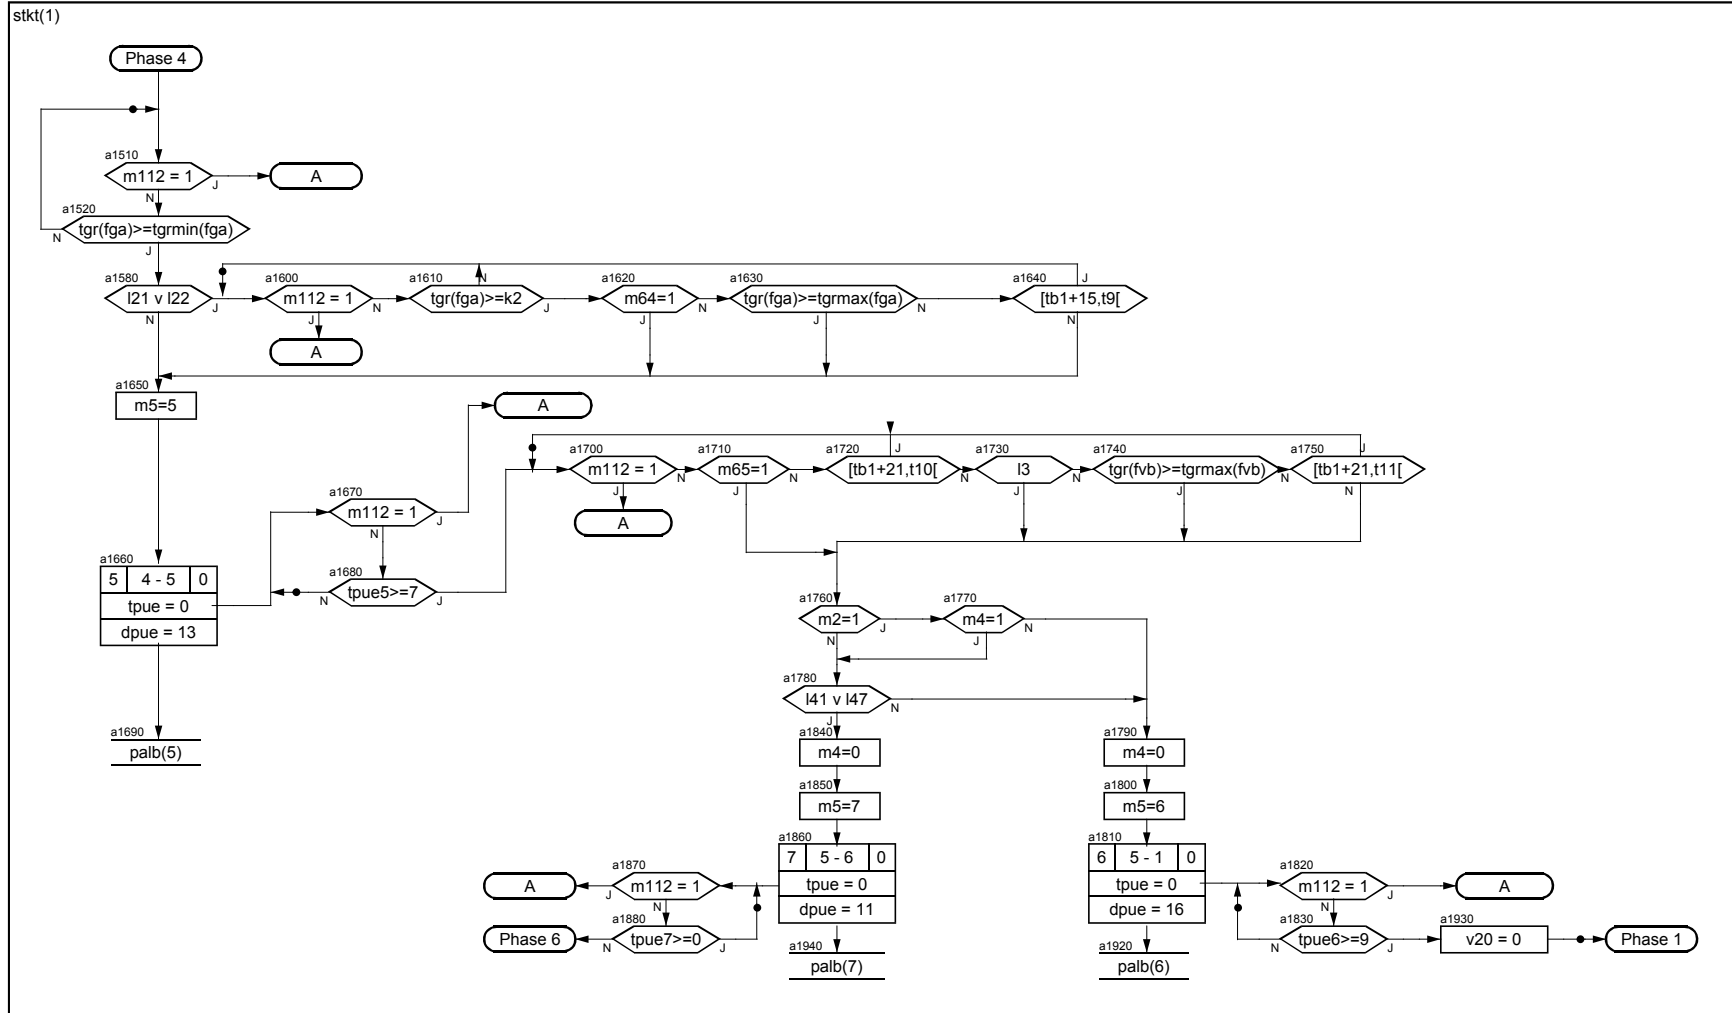 stkt(1)
Phase 4
a1510
m112 = 1
J
A
N
a1520
tgr(fga)>=tgrmin(fga)
N
J
a1580
l21 v l22
J
N
a1600
m112 = 1
N
J
A
a1610
tgr(fga)>=k2
N
J
a1620
m64=1
N
J
a1630
tgr(fga)>=tgrmax(fga)
N
J
a1640
[tb1+15,t9[
J
N
a1650
m5=5
A
a1670
m112 = 1
J
N
a1660
5 4 - 5 0
tpue = 0
dpue = 13
a1680
tpue5>=7
N
J
a1690
palb(5)
a1700
m112 = 1
N
J
A
a1710
m65=1
N
J
a1720
[tb1+21,t10[
J
N
a1730
l3
N
J
a1740
tgr(fvb)>=tgrmax(fvb)
N
J
a1750
[tb1+21,t11[
J
N
a1760
m2=1
J
N
a1770
m4=1
N
J
a1780
l41 v l47
N
J
a1840
m4=0
a1790
m4=0
a1850
m5=7
a1800
m5=6
a1860
7 5 - 6 0
tpue = 0
dpue = 11
a1870
m112 = 1
J
N
A
a1880
tpue7>=0
N
J
Phase 6
a1940
palb(7)
a1810
6 5 - 1 0
tpue = 0
dpue = 16
a1820
m112 = 1
J
N
A
a1830
tpue6>=9
N
J
a1930
v20 = 0
Phase 1
a1920
palb(6)